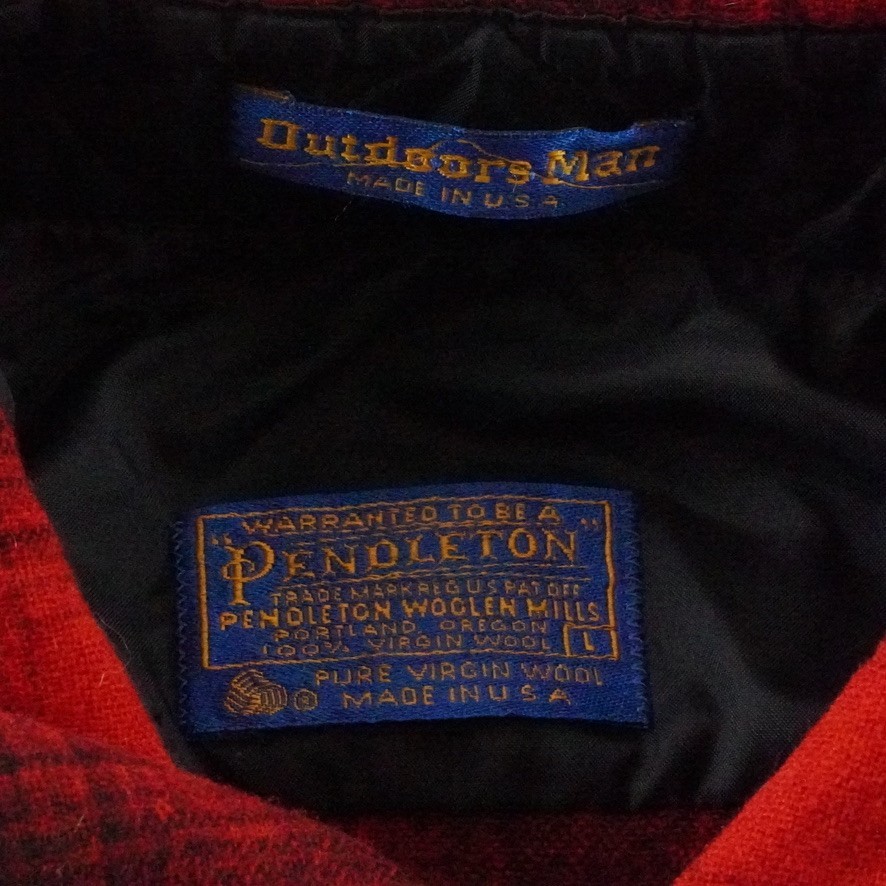 Outdoors Man
MADE IN U S A
WARRANTED TO BE A
"PENDLETON"
TRADE MARK REG US PAT OFF
PENDLETON WOOLEN MILLS
PORTLAND, OREGON
100% VIRGIN WOOL L
PURE VIRGIN WOOL
® MADE IN U S A